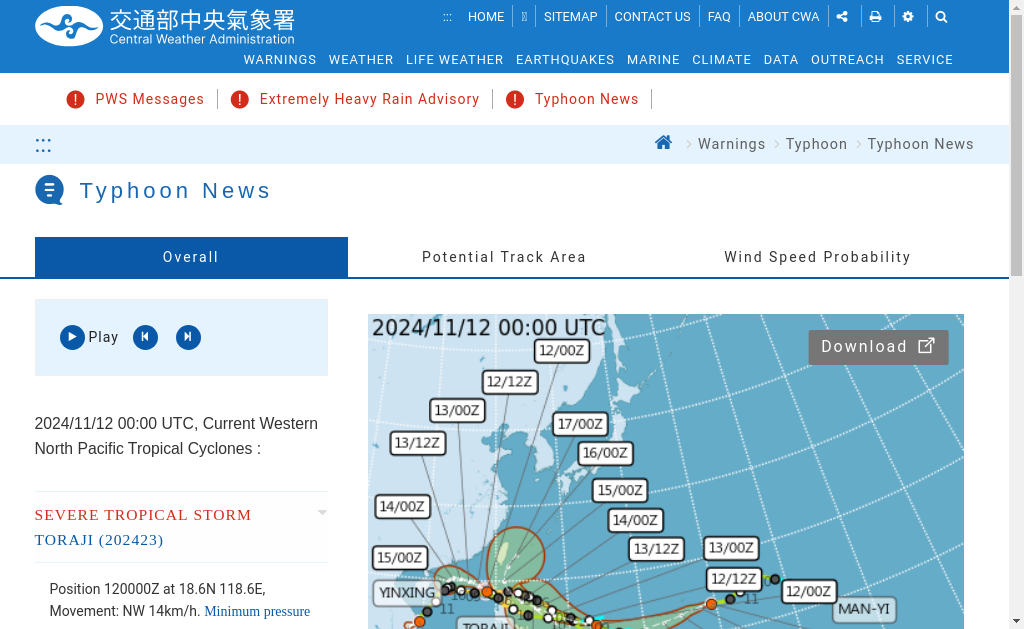 交通部中央氣象署
Central Weather Administration
::: HOME SITEMAP CONTACT US FAQ ABOUT CWA
WARNINGS WEATHER LIFE WEATHER EARTHQUAKES MARINE CLIMATE DATA OUTREACH SERVICE
PWS Messages Extremely Heavy Rain Advisory Typhoon News
::: Warnings Typhoon Typhoon News
Typhoon News
Overall Potential Track Area Wind Speed Probability
Play
2024/11/12 00:00 UTC, Current Western
North Pacific Tropical Cyclones :
SEVERE TROPICAL STORM
TORAJI (202423)
Position 120000Z at 18.6N 118.6E,
Movement: NW 14km/h. Minimum pressure
2024/11/12 00:00 UTC
Download
12/00Z
12/12Z
13/00Z
17/00Z
13/12Z
16/00Z
15/00Z
14/00Z
14/00Z
13/12Z
13/00Z
15/00Z
12/12Z
12/00Z
YINXING
11
11
MAN-YI
TORAJI